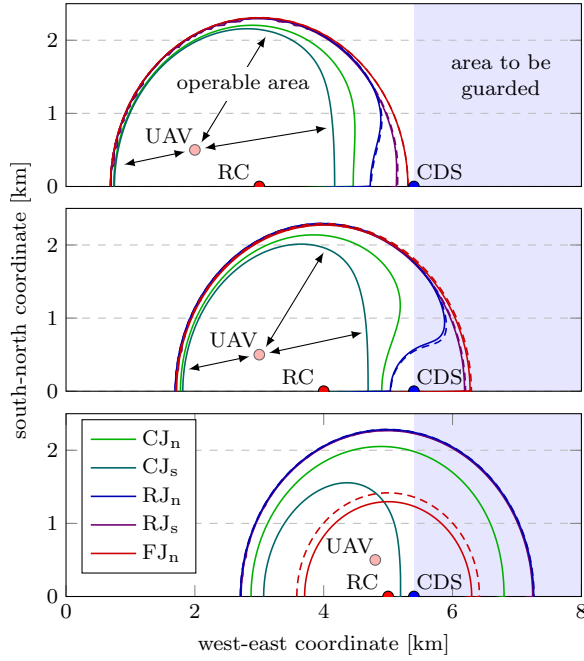 area to be
guarded
operable area
UAV
RC
CDS
2
1
0
UAV
RC
CDS
2
1
0
CJn
CJs
RJn
RJs
FJn
UAV
RC
CDS
2
1
0
0
2
4
6
8
south-north coordinate [km]
west-east coordinate [km]